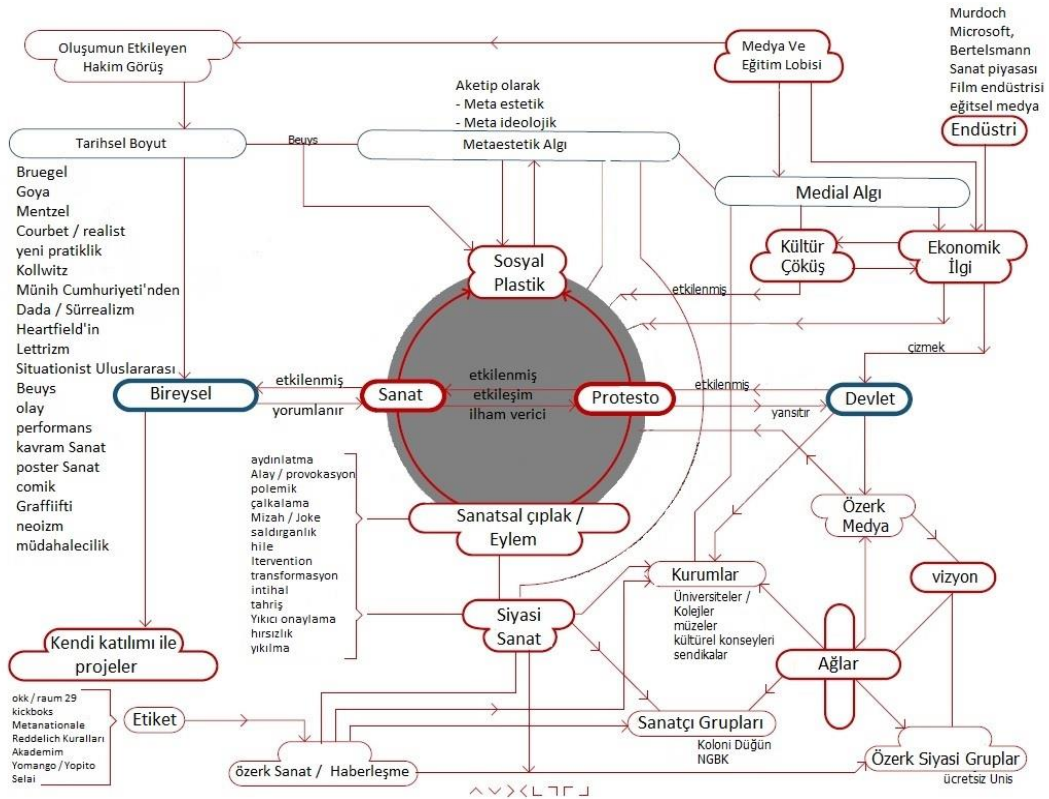 Oluşumun Etkileyen
Hakim Görüş
Medya Ve
Eğitim Lobisi
Murdoch
Microsoft,
Bertelsmann
Sanat piyasası
Film endüstrisi
eğitsel medya
Endüstri
Aketip olarak
- Meta estetik
- Meta ideolojik
Metaestetik Algı
Tarihsel Boyut
Beuys
Medial Algı
Bruegel
Goya
Mentzel
Courbet / realist
yeni pratiklik
Kollwitz
Münih Cumhuriyeti'nden
Dada / Sürrealizm
Heartfield'in
Lettrizm
Situationist Uluslararası
Beuys
olay
performans
kavram Sanat
poster Sanat
comik
Graffiifti
neoizm
müdahalecilik
Sosyal
Plastik
Kültür
Çöküş
Ekonomik
İlgi
etkilenmiş
çizmek
Bireysel
etkilenmiş
yorumlanır
Sanat
etkilenmiş
etkileşim
ilham verici
Protesto
etkilenmiş
yansıtır
Devlet
aydınlatma
Alay / provokasyon
polemik
çalkalama
Mizah / Joke
saldırganlık
hile
Itervention
transformasyon
intihal
tahriş
Yıkıcı onaylama
hırsızlık
yıkılma
Sanatsal çıplak /
Eylem
Özerk
Medya
Kurumlar
Üniversiteler /
Kolejler
müzeler
kültürel konseyleri
sendikalar
vizyon
Siyasi
Sanat
Ağlar
Kendi katılımı ile
projeler
okk / raum 29
kickboks
Metanationale
Reddelich Kuralları
Akademim
Yomango / Yopito
Selai
Etiket
özerk Sanat / Haberleşme
Sanatçı Grupları
Koloni Düğün
NGBK
Özerk Siyasi Gruplar
ücretsiz Unis